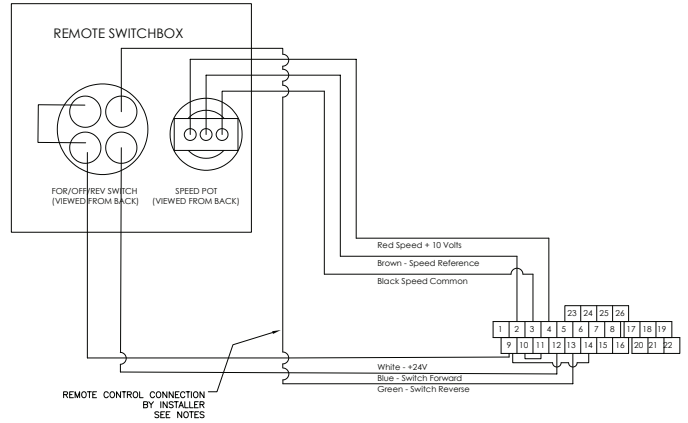 REMOTE SWITCHBOX
FOR/OFF/REV SWITCH
(VIEWED FROM BACK)
SPEED POT
(VIEWED FROM BACK)
Red Speed + 10 Volts
Brown - Speed Reference
Black Speed Common
23 24 25 26
1 2 3 4 5 6 7 8 17 18 19
9 10 11 12 13 14 15 16 20 21 22
White - +24V
Blue - Switch Forward
Green - Switch Reverse
REMOTE CONTROL CONNECTION
BY INSTALLER
SEE NOTES